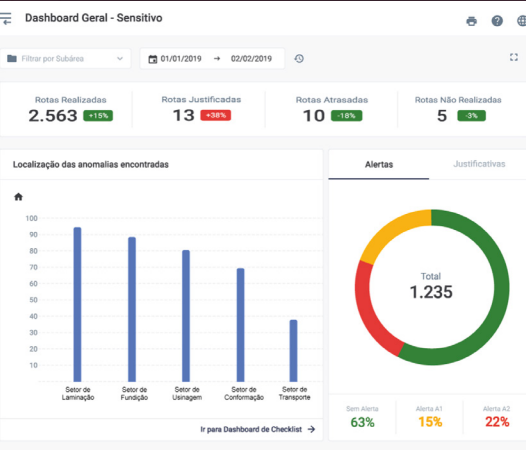 Dashboard Geral - Sensitivo
Filtrar por Subárea
01/01/2019 → 02/02/2019
Rotas Realizadas
2.563 +15%
Rotas Justificadas
13 +38%
Rotas Atrasadas
10 -18%
Rotas Não Realizadas
5 -3%
Localização das anomalias encontradas
100
90
80
70
60
50
40
30
20
10
Setor de
Laminação
Setor de
Fundição
Setor de
Usinagem
Setor de
Conformação
Setor de
Transporte
Ir para Dashboard de Checklist →
Alertas
Justificativas
Total
1.235
Sem Alerta
63%
Alerta A1
15%
Alerta A2
22%